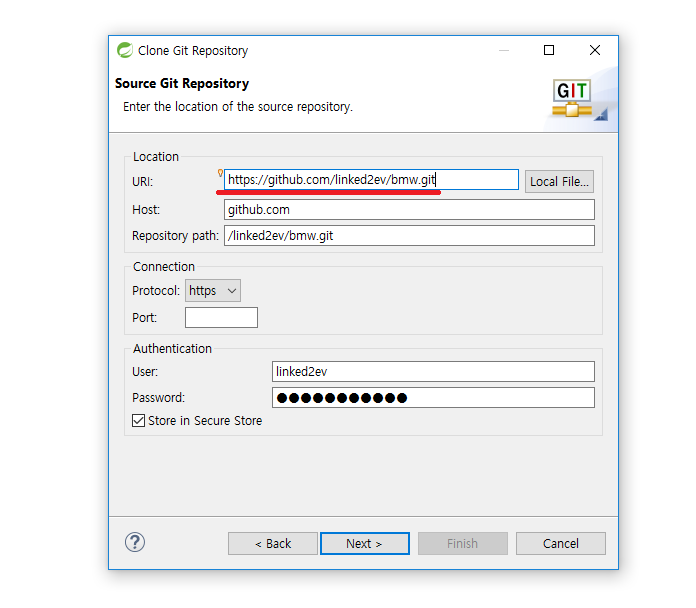 Clone Git Repository
Source Git Repository
Enter the location of the source repository.
GIT
Location
URI: https://github.com/linked2ev/bmw.git Local File...
Host: github.com
Repository path: /linked2ev/bmw.git
Connection
Protocol: https
Port:
Authentication
User: linked2ev
Password: ●●●●●●●●●●●
Store in Secure Store
? < Back Next > Finish Cancel